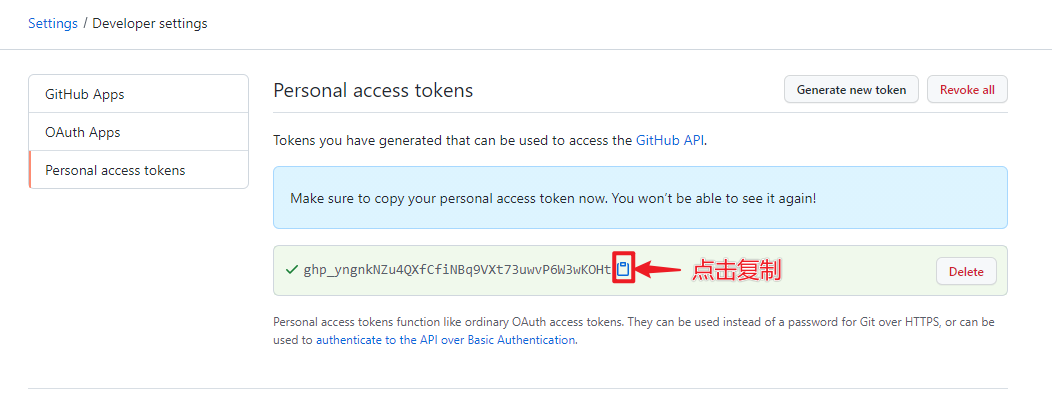 Settings / Developer settings
GitHub Apps
OAuth Apps
Personal access tokens
Personal access tokens
Generate new token
Revoke all
Tokens you have generated that can be used to access the GitHub API.
Make sure to copy your personal access token now. You won't be able to see it again!
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
点击复制
Delete
Personal access tokens function like ordinary OAuth access tokens. They can be used instead of a password for Git over HTTPS, or can be
used to authenticate to the API over Basic Authentication.